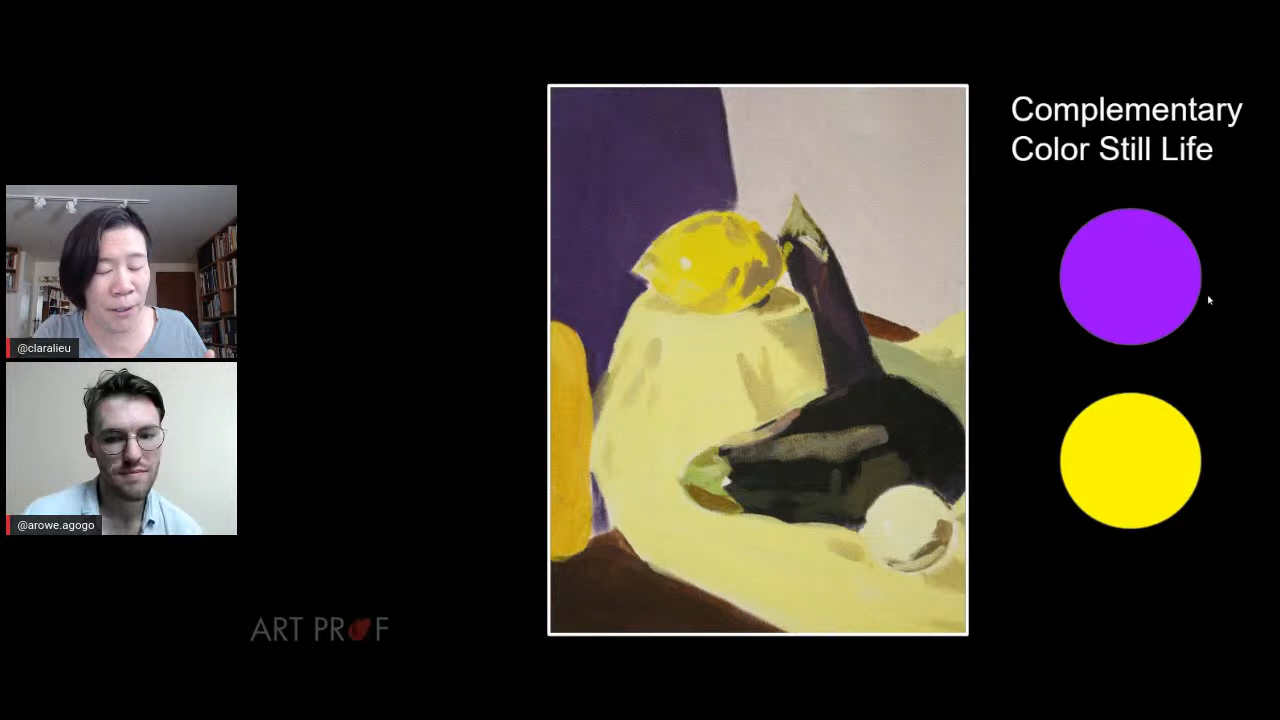 Complementary
Color Still Life
@claralieu
@arowe.agogo
ART PROF